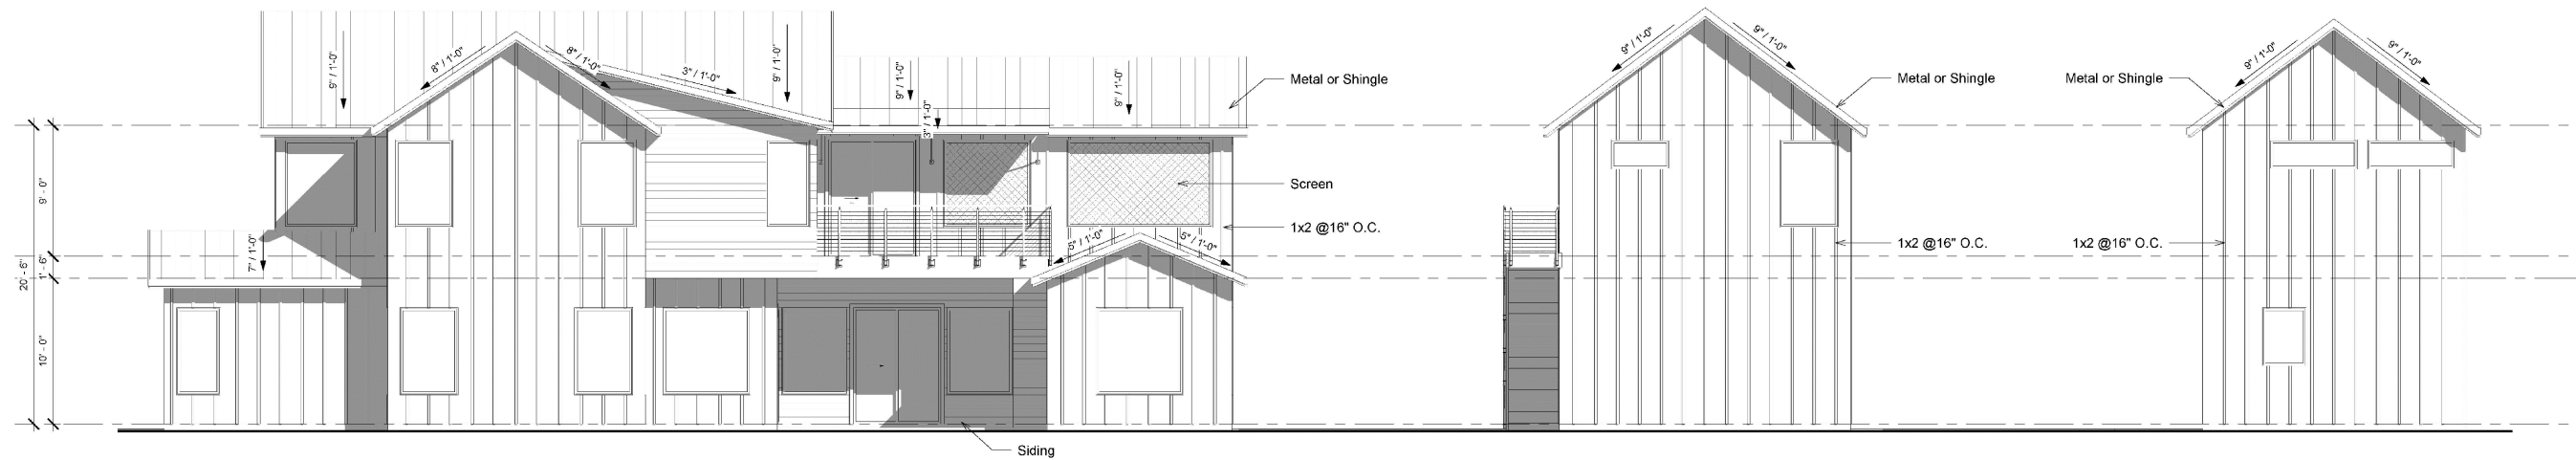 9" / 1'-0"
8" / 1'-0"
8" / 1'-0"
3" / 1'-0"
9" / 1'-0"
9" / 1'-0"
3" / 1'-0"
9" / 1'-0"
Metal or Shingle
9" / 1'-0"
9" / 1'-0"
Metal or Shingle
Metal or Shingle
9" / 1'-0"
9" / 1'-0"
9' - 0"
Screen
1x2 @16" O.C.
7" / 1'-0"
5" / 1'-0"
5" / 1'-0"
1x2 @16" O.C.
1x2 @16" O.C.
20' - 6"
1' - 6"
10' - 0"
Siding